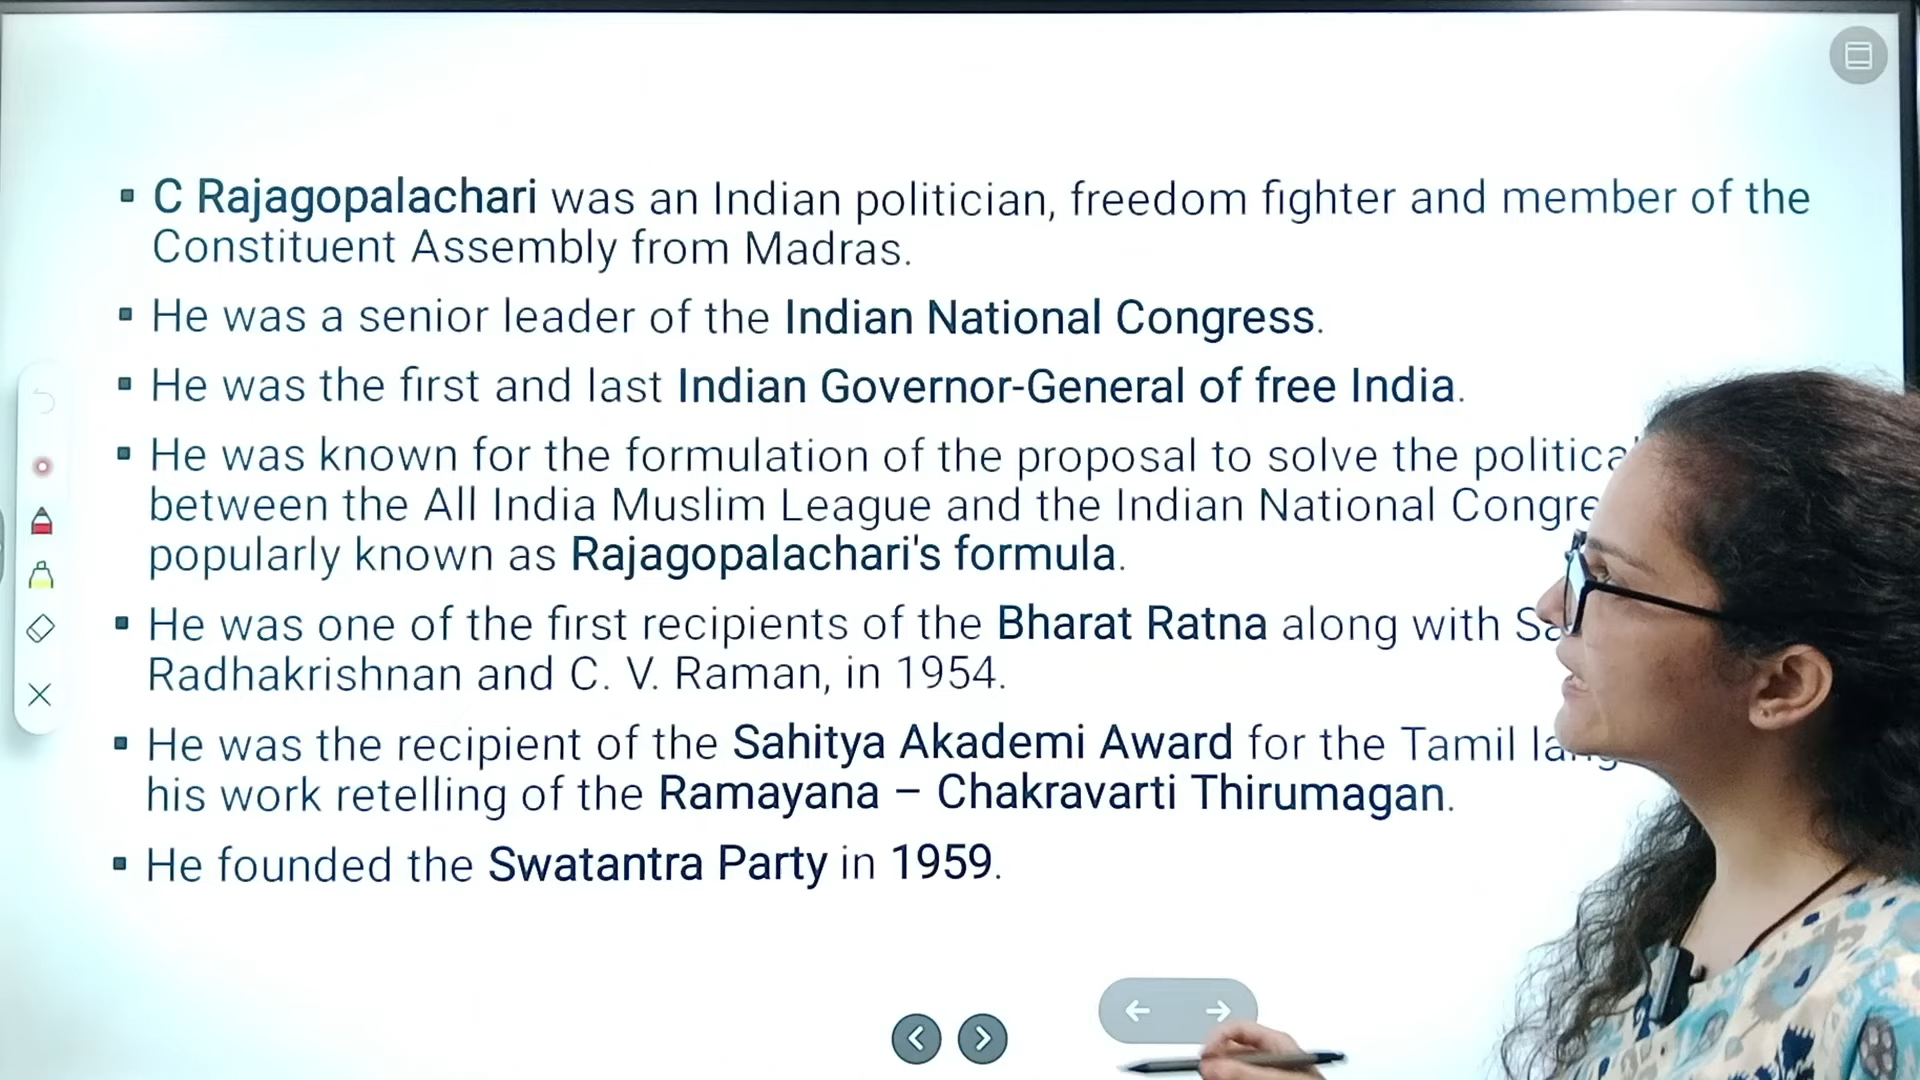 C Rajagopalachari was an Indian politician, freedom fighter and member of the
Constituent Assembly from Madras.
He was a senior leader of the Indian National Congress.
He was the first and last Indian Governor-General of free India.
He was known for the formulation of the proposal to solve the
between the All India Muslim League and the Indian National
popularly known as Rajagopalachari's formula.
He was one of the first recipients of the Bharat Ratna along with
Radhakrishnan and C. V. Raman, in 1954.
He was the recipient of the Sahitya Akademi Award for the Tamil
his work retelling of the Ramayana – Chakravarti Thirumagan.
He founded the Swatantra Party in 1959.